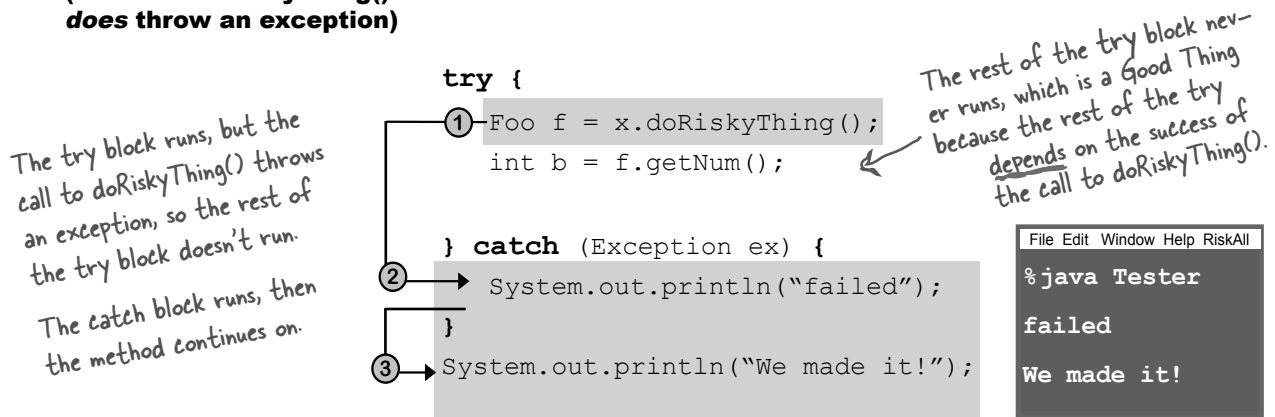 does throw an exception)
The try block runs, but the
call to doRiskyThing() throws
an exception, so the rest of
the try block doesn't run.
The catch block runs, then
the method continues on.
try {
1 Foo f = x.doRiskyThing();
int b = f.getNum();
} catch (Exception ex) {
2 System.out.println(“failed”);
}
3 System.out.println(“We made it!”);
The rest of the try block nev-
er runs, which is a Good Thing
because the rest of the try
depends on the success of
the call to doRiskyThing().
File Edit Window Help RiskAll
%java Tester
failed
We made it!